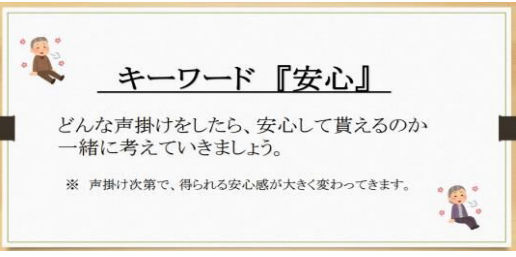 キーワード 『安心』
どんな声掛けをしたら、安心して貰えるのか
一緒に考えていきましょう。
※ 声掛け次第で、得られる安心感が大きく変わってきます。